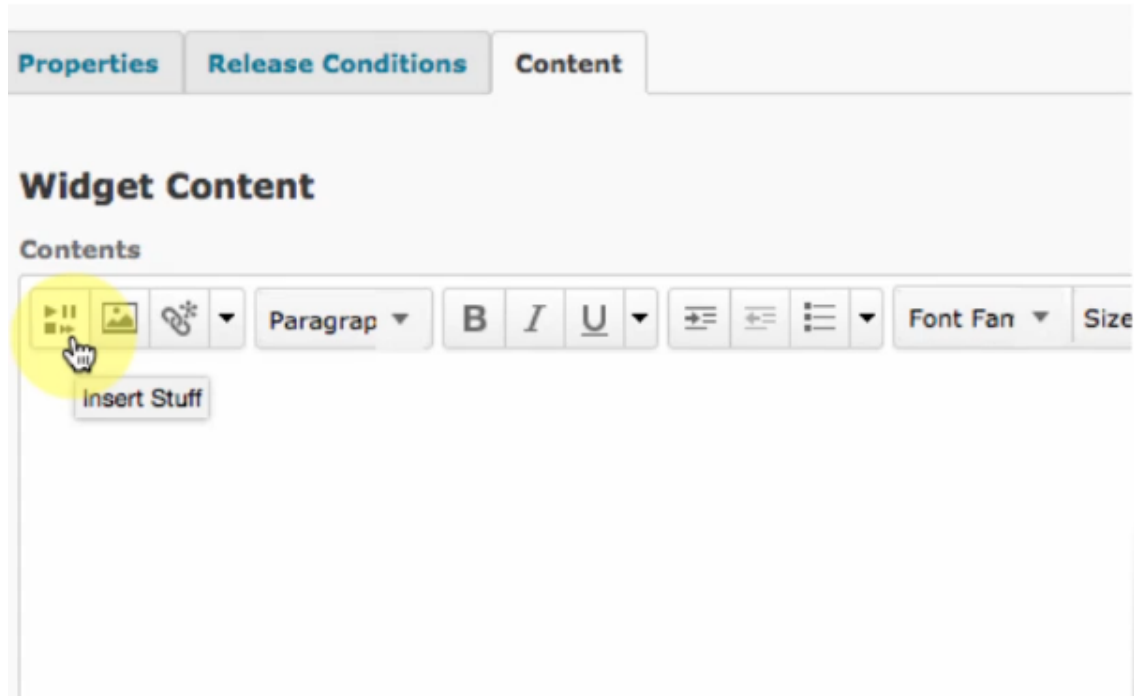 Properties Release Conditions Content
Widget Content
Contents
Paragrap B I U Font Fan Size
Insert Stuff